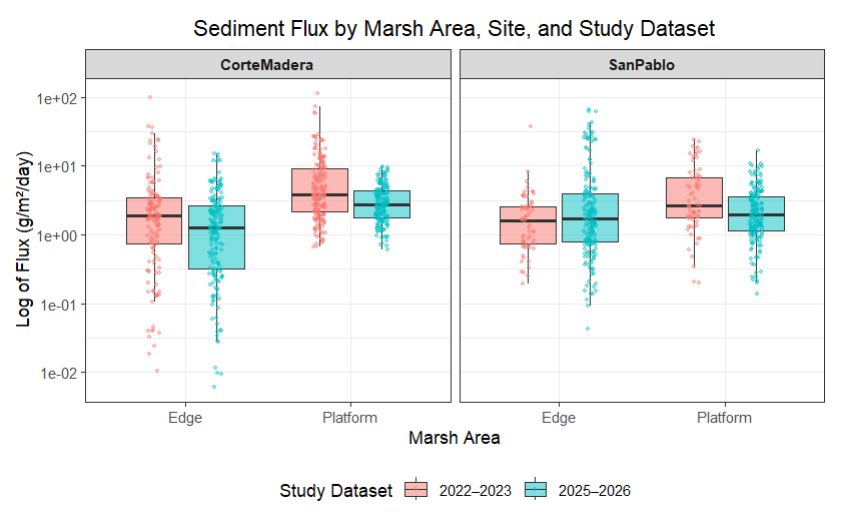 Sediment Flux by Marsh Area, Site, and Study Dataset
CorteMadera
SanPablo
1e+02
1e+01
1e+00
1e-01
1e-02
Log of Flux (g/m²/day)
Edge
Platform
Edge
Platform
Marsh Area
Study Dataset
2022–2023
2025–2026